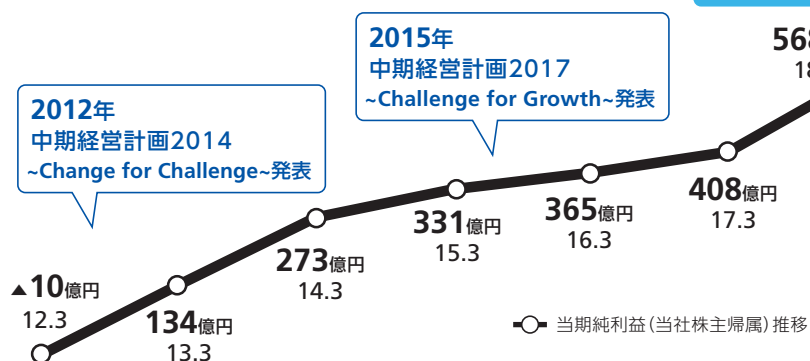 2012年
中期経営計画2014
~Change for Challenge~発表
2015年
中期経営計画2017
~Challenge for Growth~発表
▲10億円
12.3
134億円
13.3
273億円
14.3
331億円
15.3
365億円
16.3
408億円
17.3
568
18
当期純利益(当社株主帰属)推移